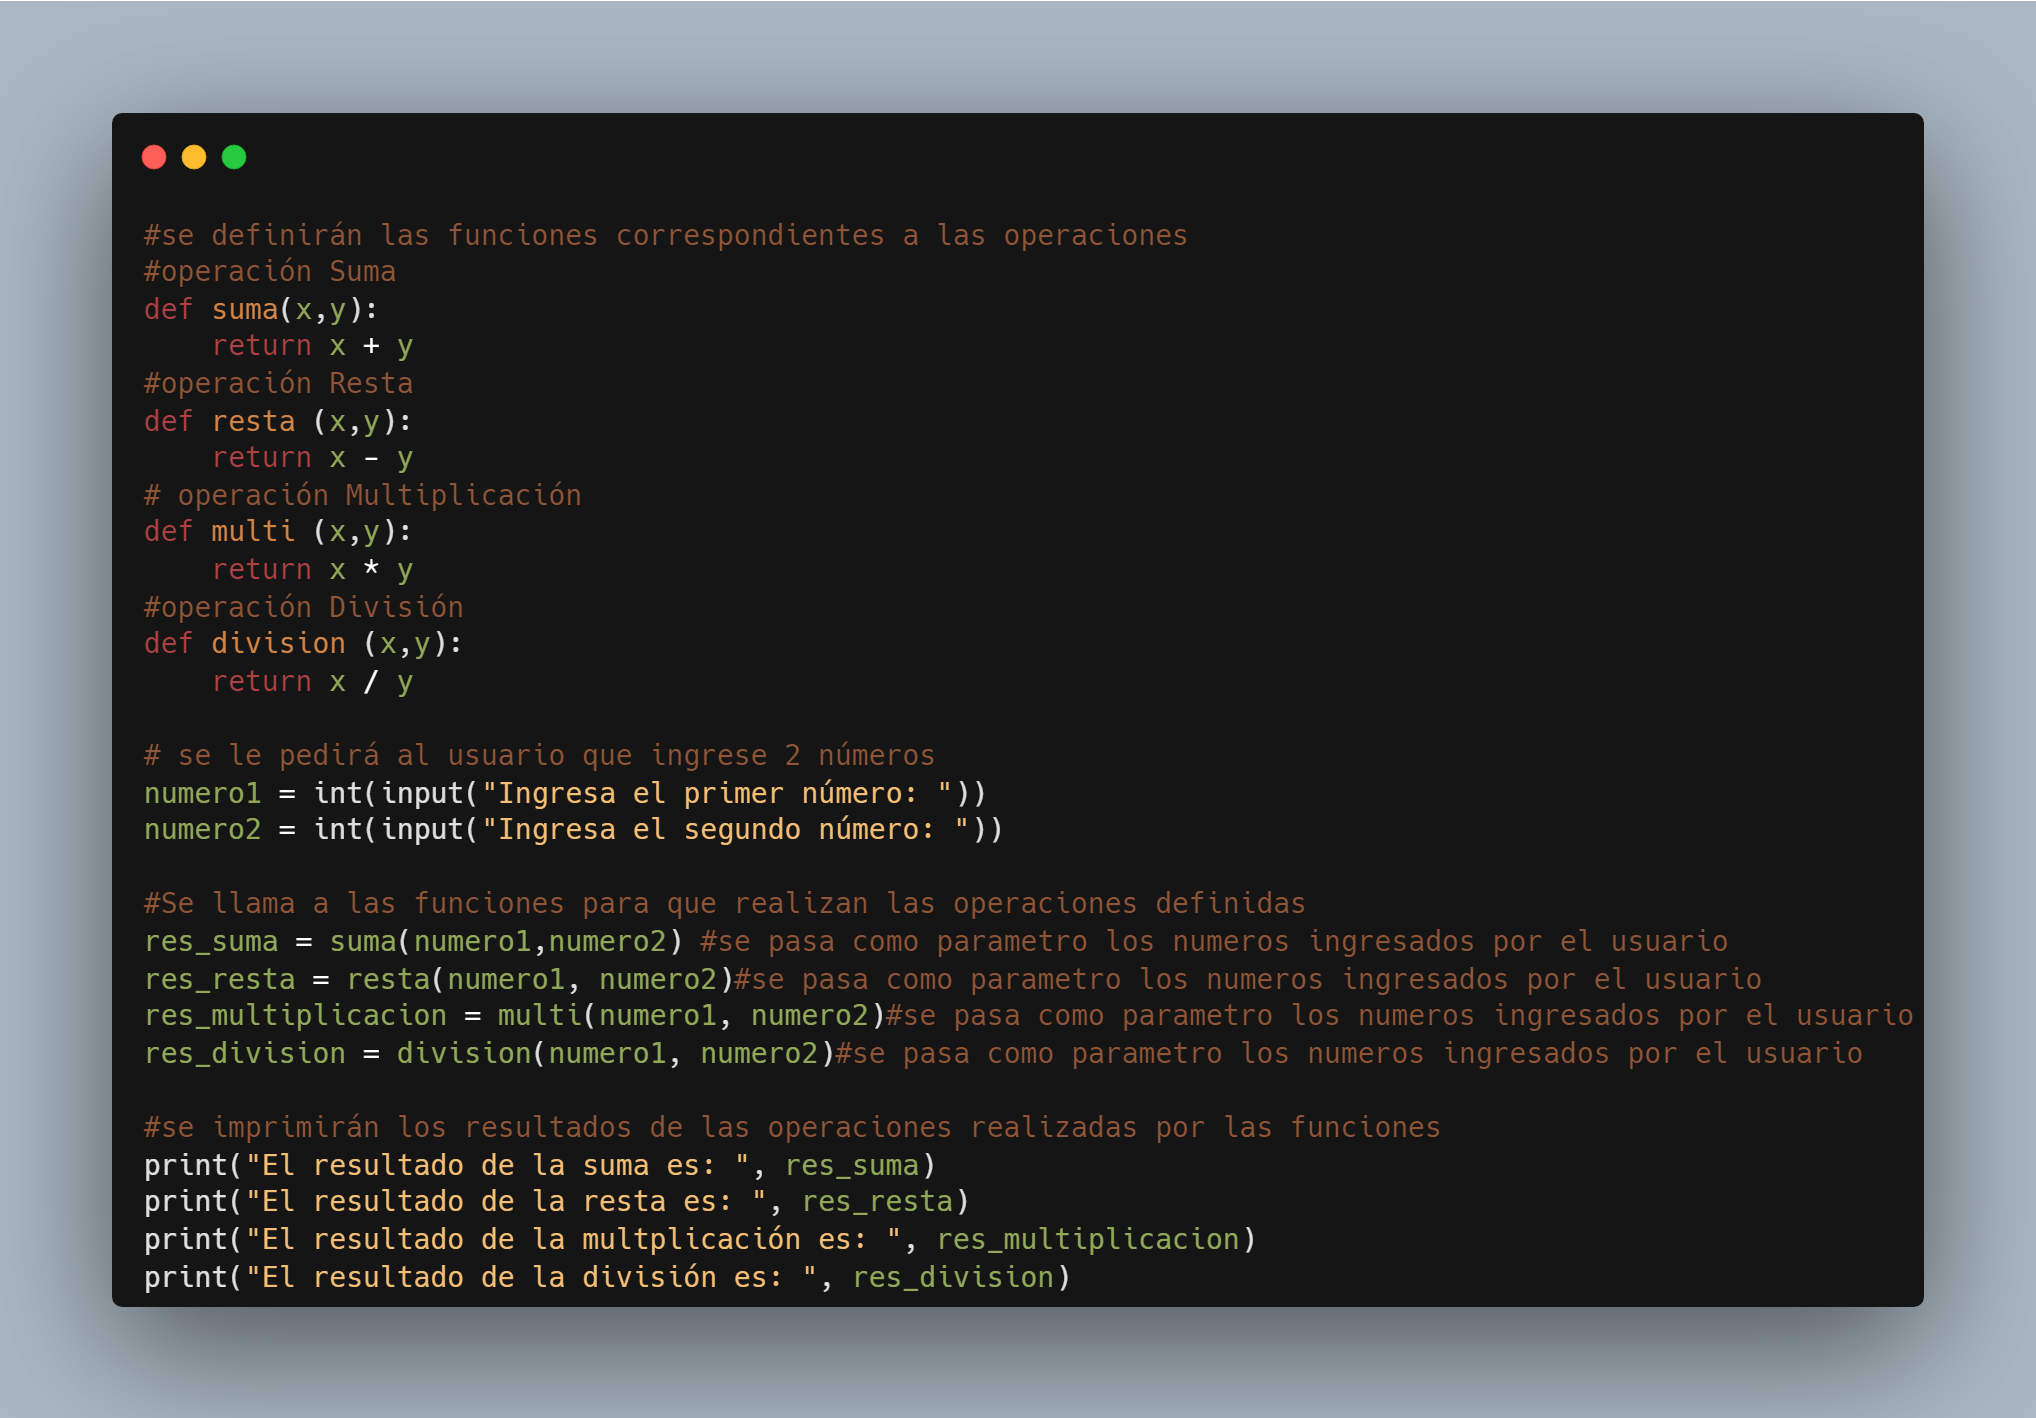 #se definirán las funciones correspondientes a las operaciones
#operación Suma
def suma(x,y):
    return x + y
#operación Resta
def resta (x,y):
    return x - y
# operación Multiplicación
def multi (x,y):
    return x * y
#operación División
def division (x,y):
    return x / y

# se le pedirá al usuario que ingrese 2 números
numero1 = int(input("Ingresa el primer número: "))
numero2 = int(input("Ingresa el segundo número: "))

#Se llama a las funciones para que realizan las operaciones definidas
res_suma = suma(numero1,numero2) #se pasa como parametro los numeros ingresados por el usuario
res_resta = resta(numero1, numero2)#se pasa como parametro los numeros ingresados por el usuario
res_multiplicacion = multi(numero1, numero2)#se pasa como parametro los numeros ingresados por el usuario
res_division = division(numero1, numero2)#se pasa como parametro los numeros ingresados por el usuario

#se imprimirán los resultados de las operaciones realizadas por las funciones
print("El resultado de la suma es: ", res_suma)
print("El resultado de la resta es: ", res_resta)
print("El resultado de la multplicación es: ", res_multiplicacion)
print("El resultado de la división es: ", res_division)